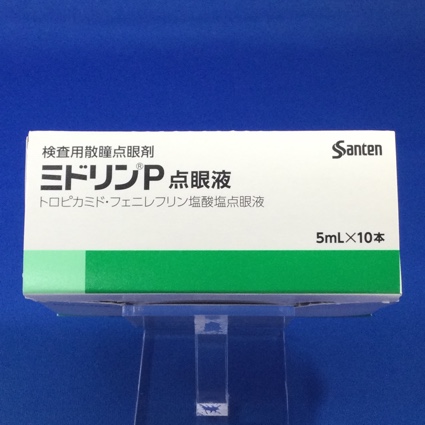 検査用散瞳点眼剤
Santen
ミドリン®P 点眼液
トロピカミド・フェニレフリン塩酸塩点眼液
5mL×10本